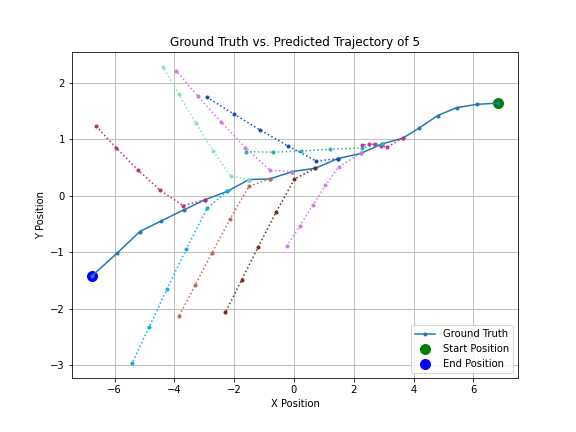 Ground Truth vs. Predicted Trajectory of 5
Y Position
2
1
0
−1
−2
−3
−6
−4
−2
0
2
4
6
X Position
Ground Truth
Start Position
End Position